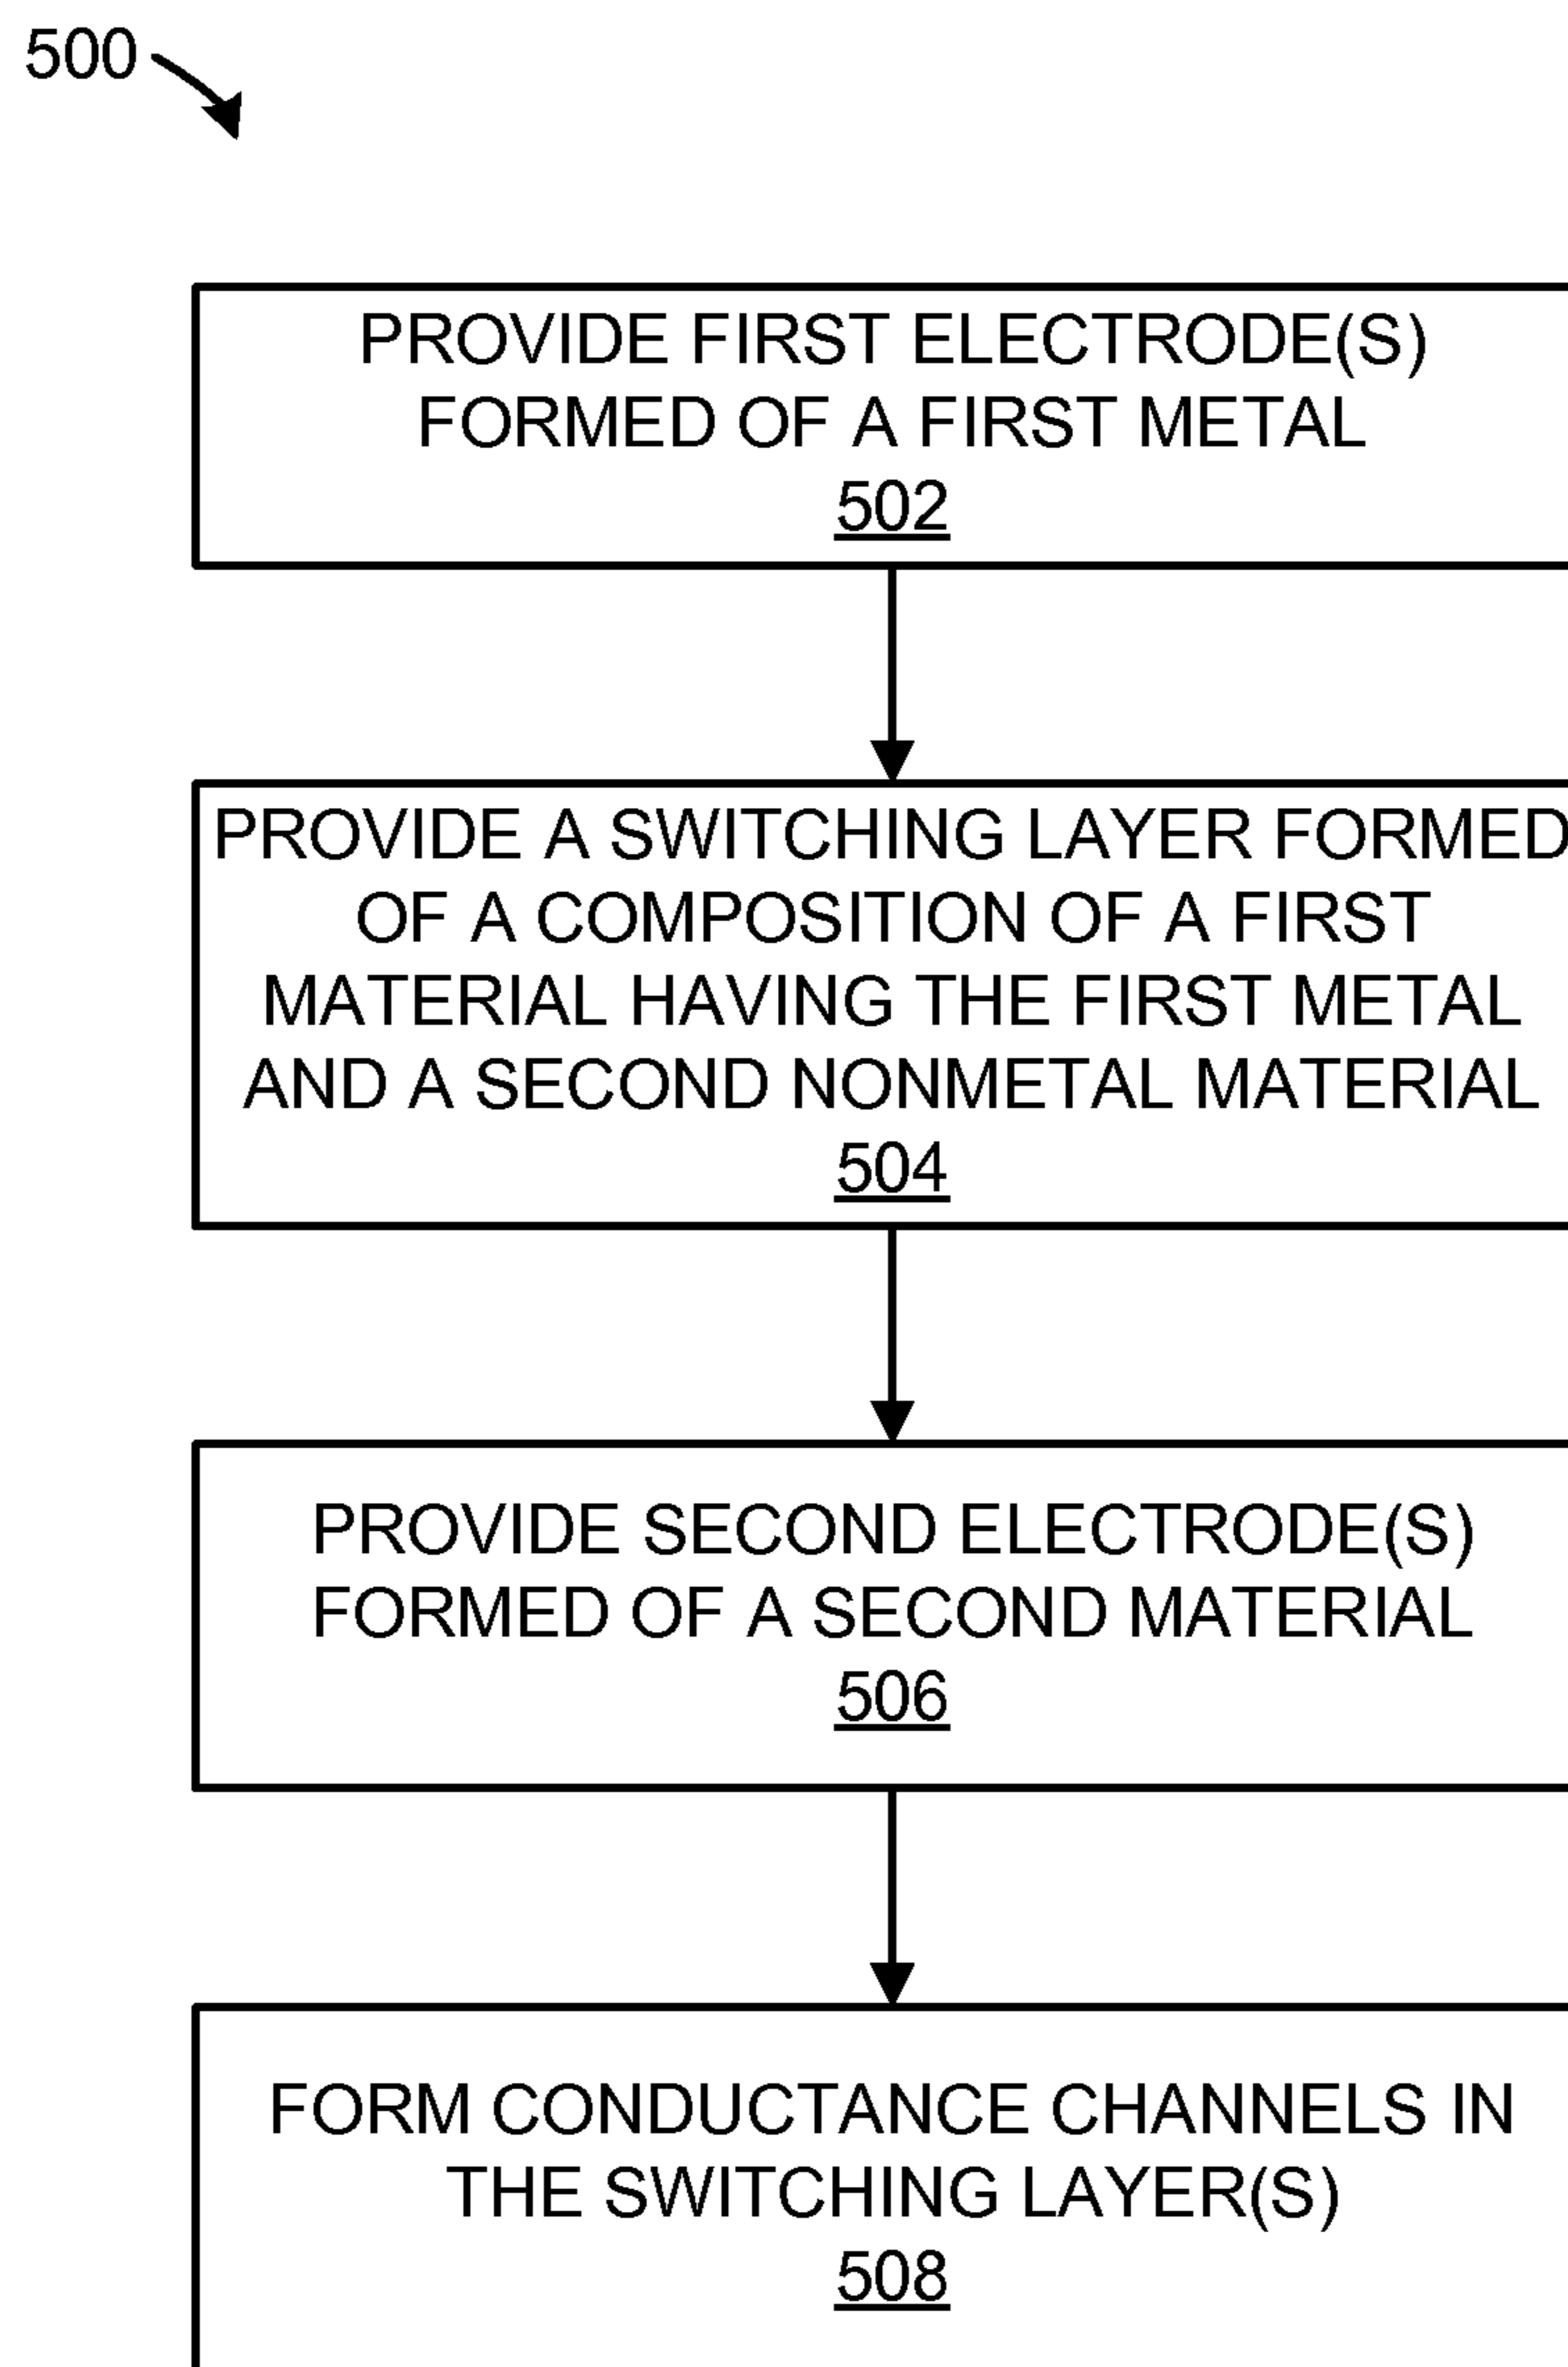 500
PROVIDE FIRST ELECTRODE(S)
FORMED OF A FIRST METAL
502
PROVIDE A SWITCHING LAYER FORMED
OF A COMPOSITION OF A FIRST
MATERIAL HAVING THE FIRST METAL
AND A SECOND NONMETAL MATERIAL
504
PROVIDE SECOND ELECTRODE(S)
FORMED OF A SECOND MATERIAL
506
FORM CONDUCTANCE CHANNELS IN
THE SWITCHING LAYER(S)
508